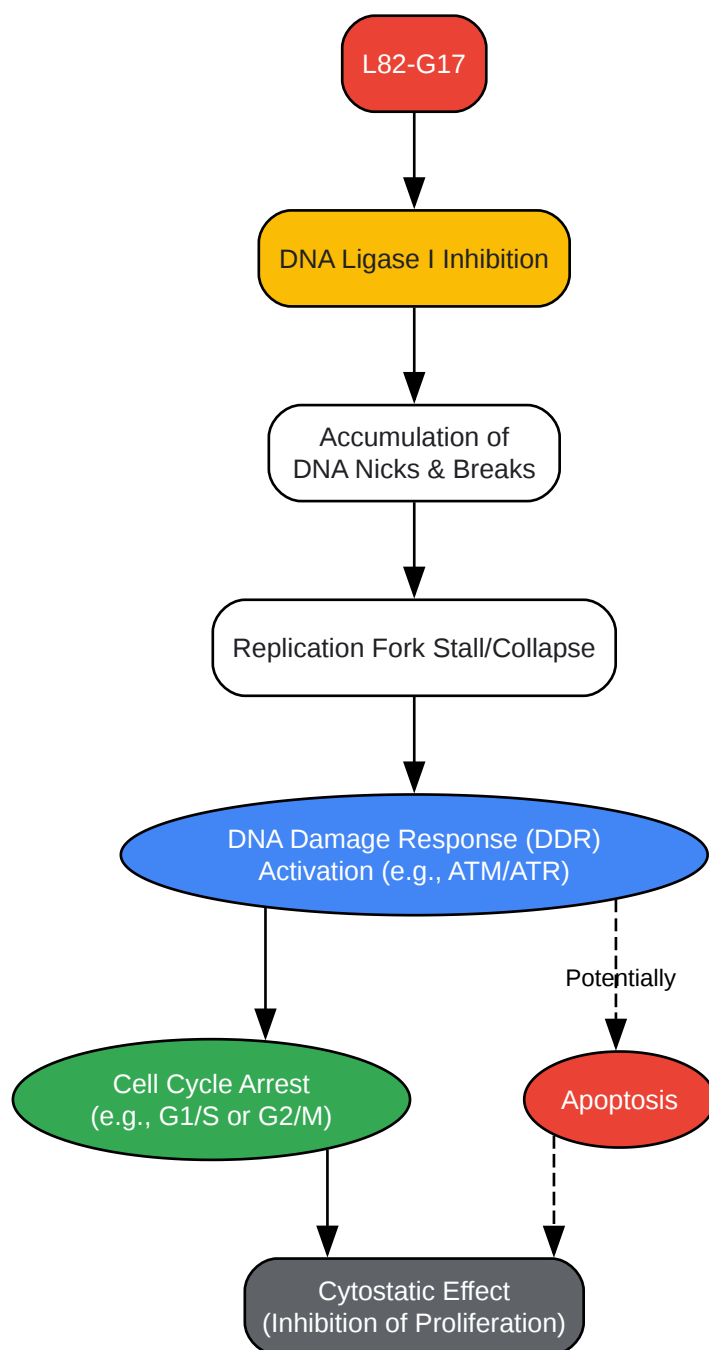 L82-G17
DNA Ligase I Inhibition
Accumulation of
DNA Nicks & Breaks
Replication Fork Stall/Collapse
DNA Damage Response (DDR)
Activation (e.g., ATM/ATR)
Potentially
Cell Cycle Arrest
(e.g., G1/S or G2/M)
Apoptosis
Cytostatic Effect
(Inhibition of Proliferation)